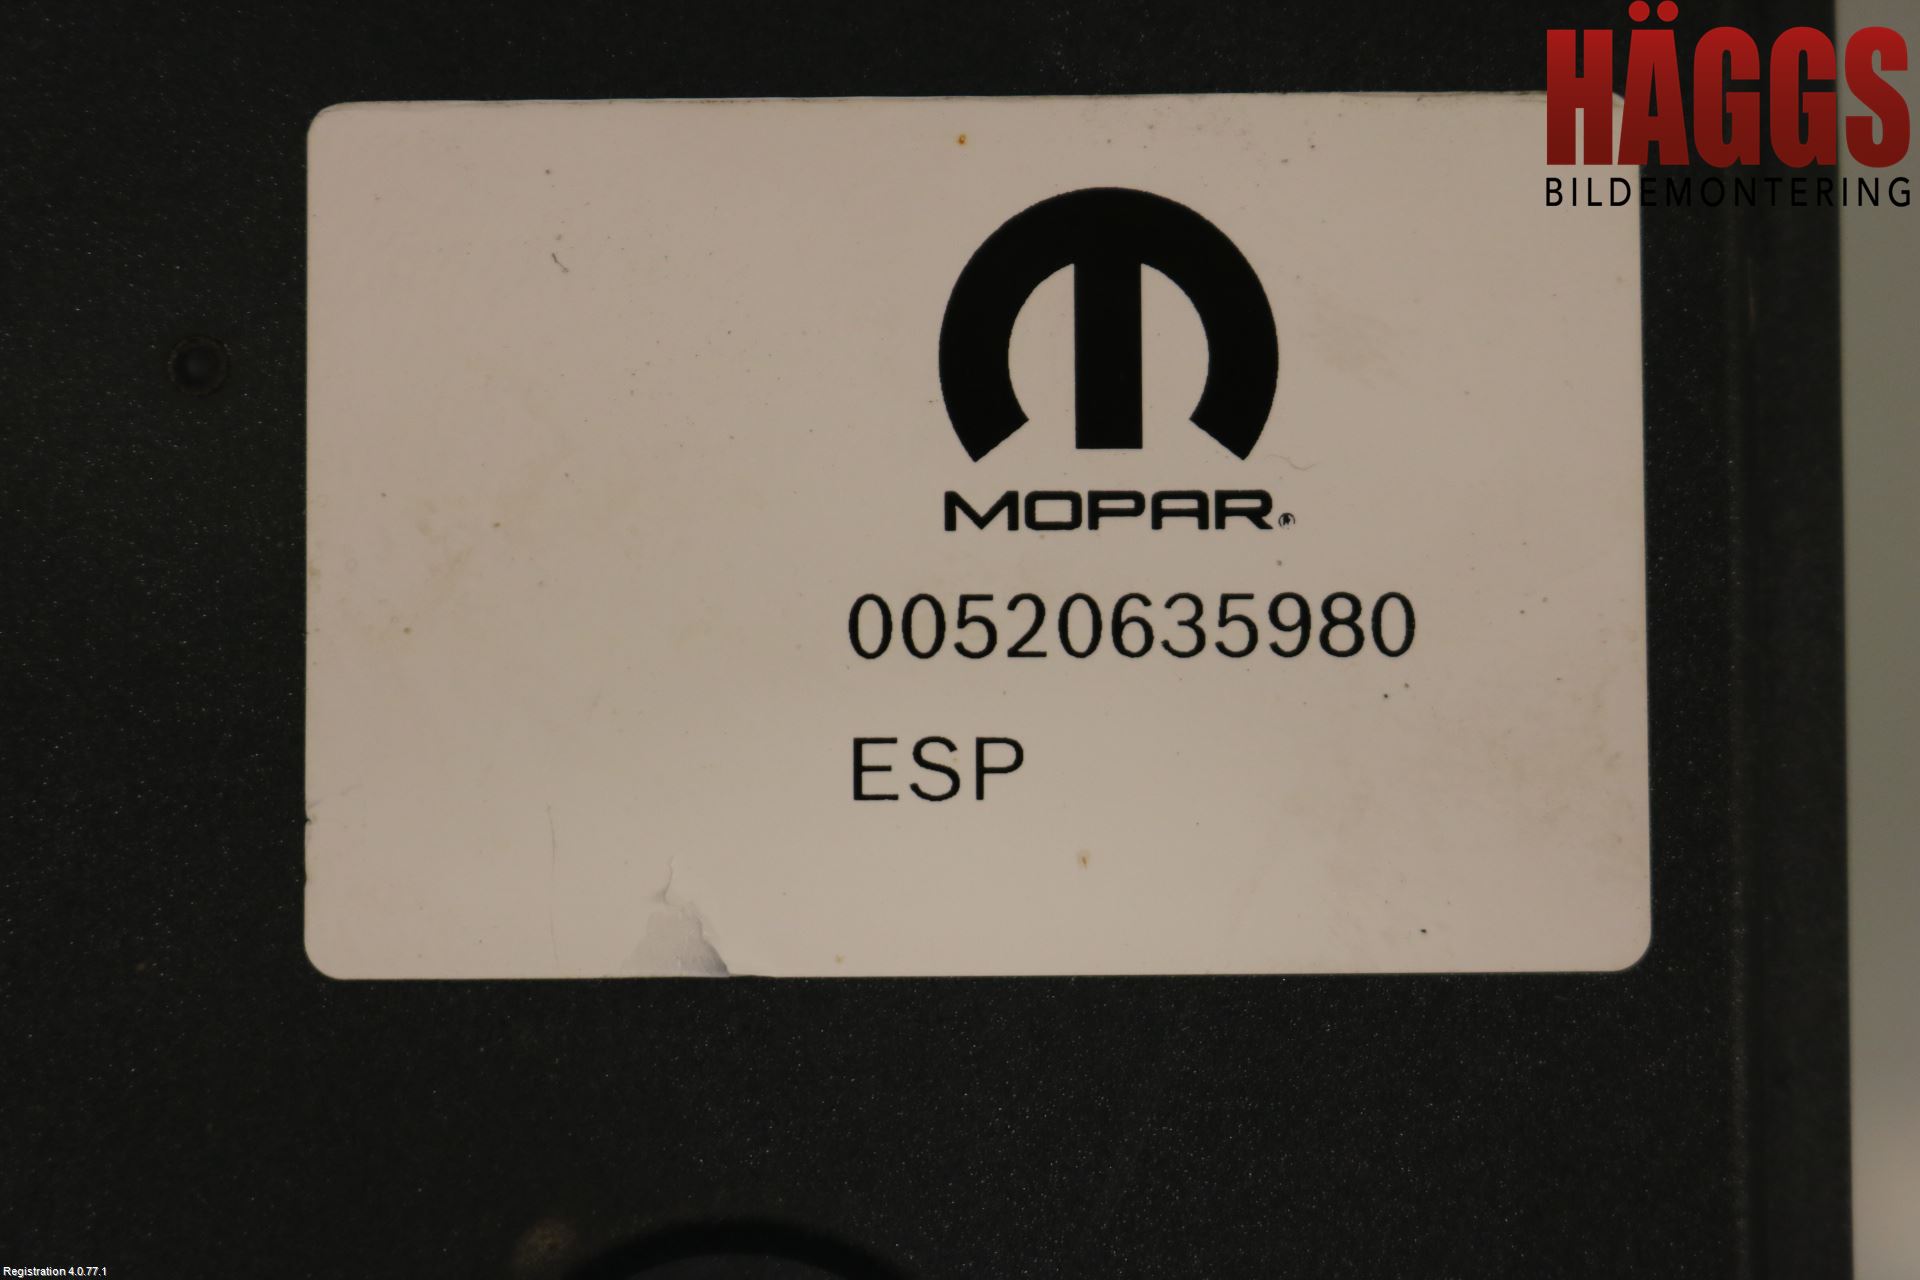 HÄGGS
BILDEMONTERING
MOPAR®
00520635980
ESP
Registration 4.0.77.1